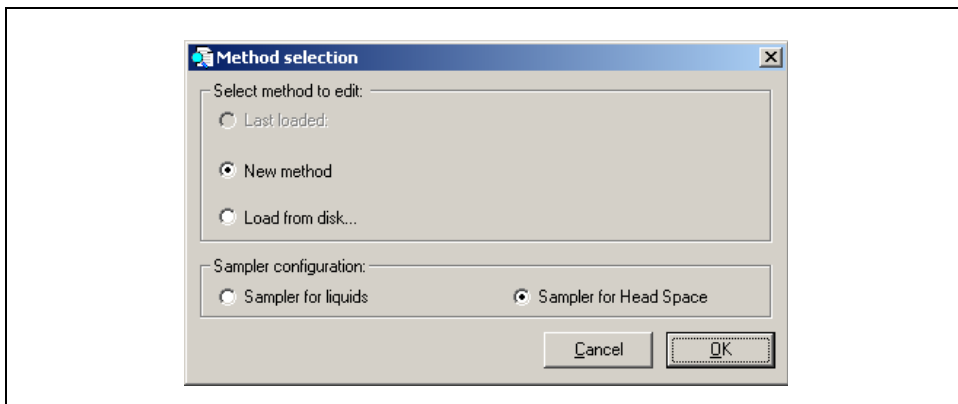 Method selection
Select method to edit:
Last loaded:
New method
Load from disk...
Sampler configuration:
Sampler for liquids Sampler for Head Space
Cancel OK